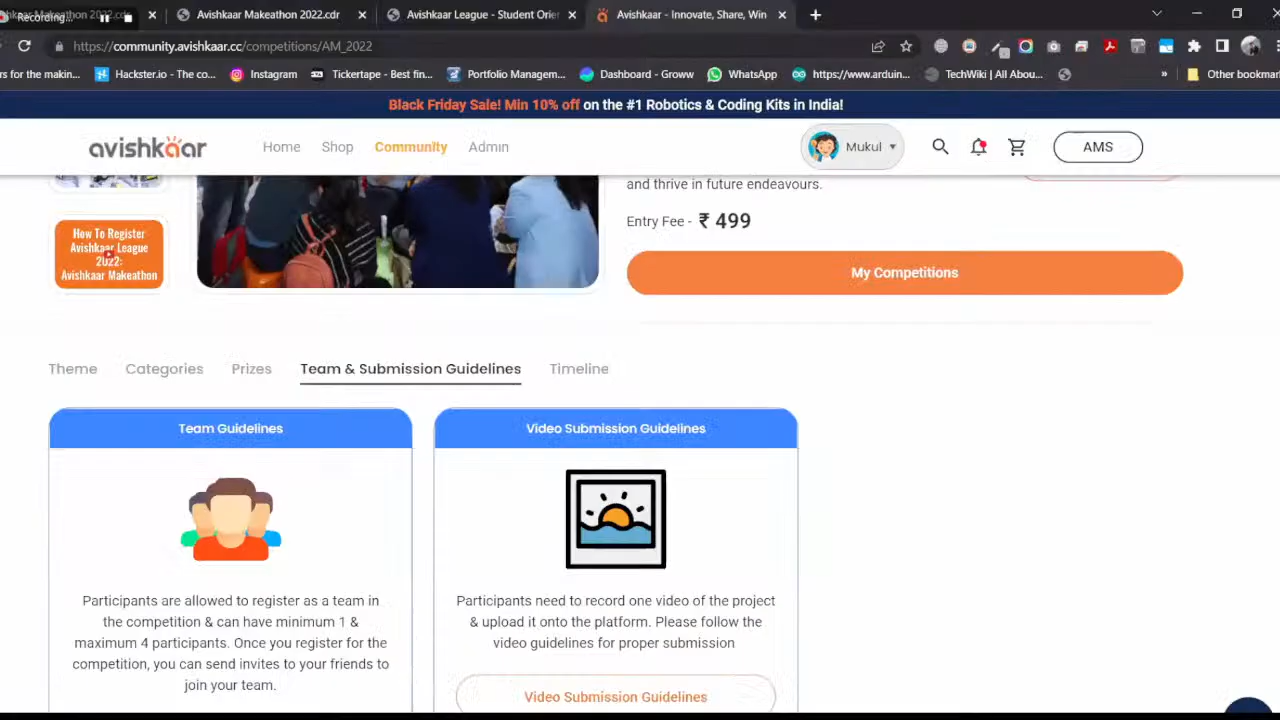 Recording...
Makeathon 2022.cdr
Avishkaar Makeathon 2022.cdr
Avishkaar League - Student Orier
Avishkaar - Innovate, Share, Win
https://community.avishkaar.cc/competitions/AM_2022
rs for the makin...
Hackster.io - The co...
Instagram
Tickertape - Best fin...
Portfolio Managem...
Dashboard - Groww
WhatsApp
https://www.arduin...
TechWiki | All Abou...
»
Other bookmar
Black Friday Sale! Min 10% off on the #1 Robotics & Coding Kits in India!
avishkaar
Home
Shop
Community
Admin
Mukul
AMS
and thrive in future endeavours.
Entry Fee - ₹ 499
My Competitions
How To Register
Avishkaar League
2022:
Avishkaar Makeathon
Theme
Categories
Prizes
Team & Submission Guidelines
Timeline
Team Guidelines
Participants are allowed to register as a team in
the competition & can have minimum 1 &
maximum 4 participants. Once you register for the
competition, you can send invites to your friends to
join your team.
Video Submission Guidelines
Participants need to record one video of the project
& upload it onto the platform. Please follow the
video guidelines for proper submission
Video Submission Guidelines